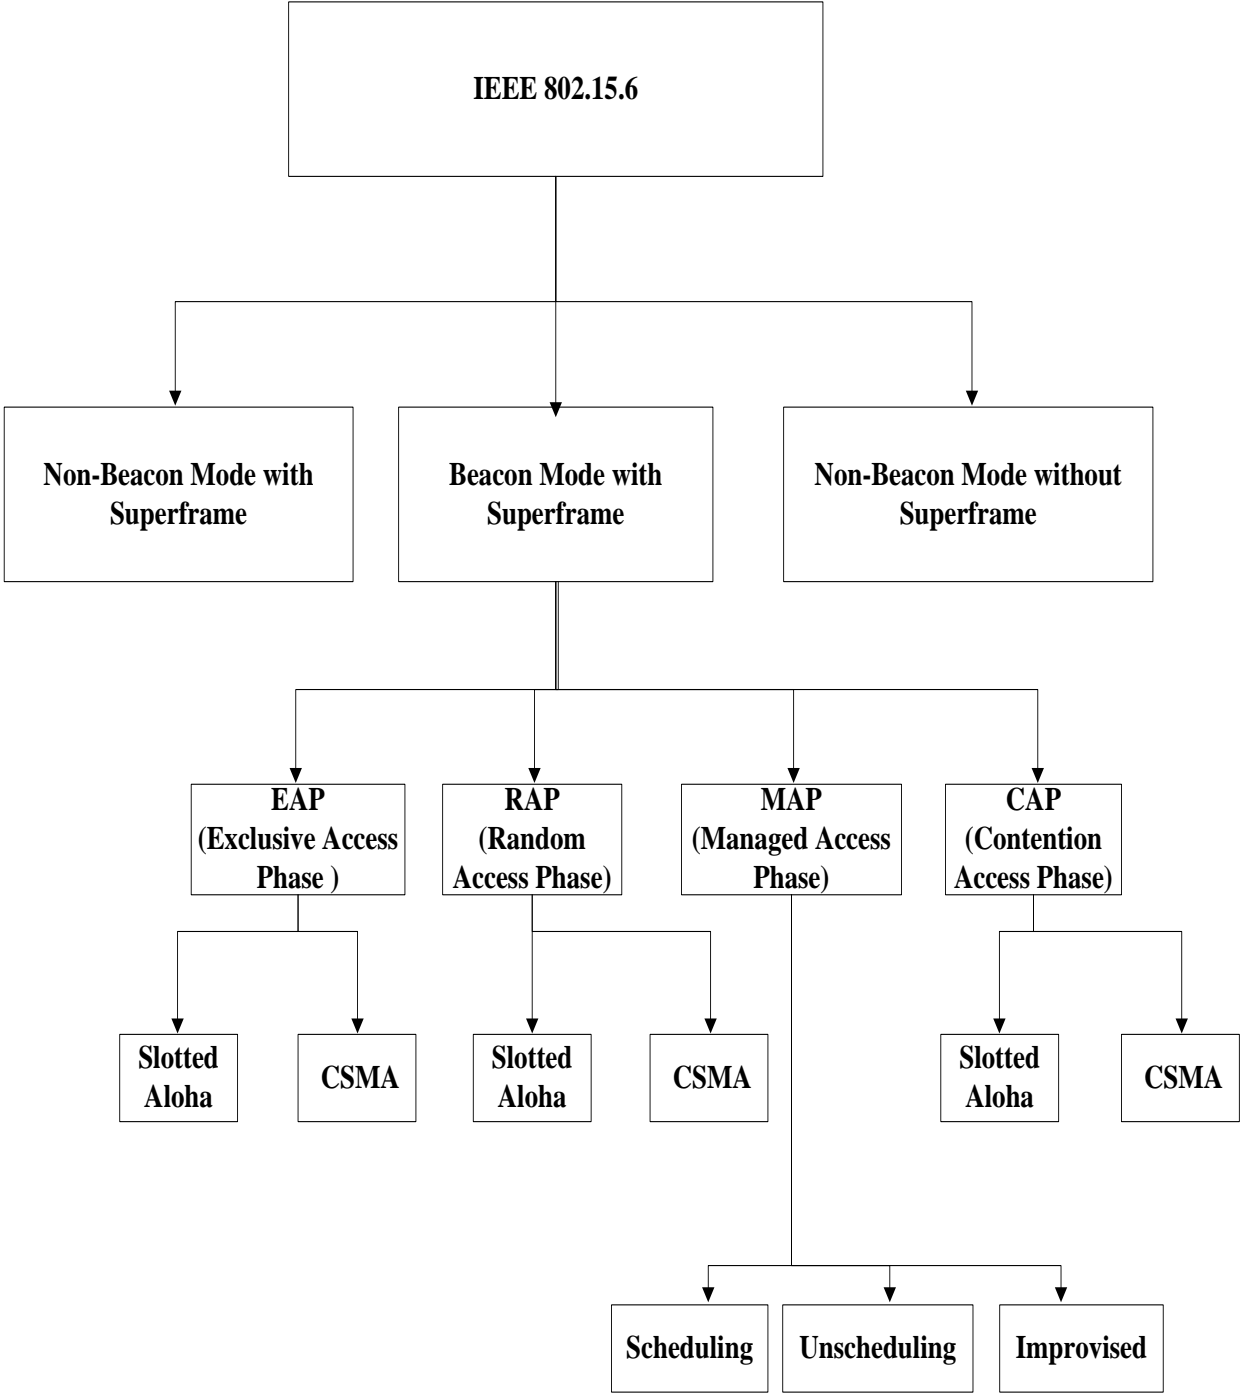 IEEE 802.15.6
Non-Beacon Mode with
Superframe
Beacon Mode with
Superframe
Non-Beacon Mode without
Superframe
EAP
(Exclusive Access
Phase )
RAP
(Random
Access Phase)
MAP
(Managed Access
Phase)
CAP
(Contention
Access Phase)
Slotted
Aloha
CSMA
Slotted
Aloha
CSMA
Slotted
Aloha
CSMA
Scheduling
Unscheduling
Improvised